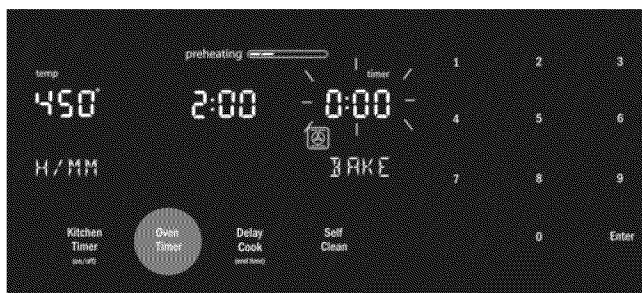 preheating
temp timer
450° 2:00 0:00
H/MM BAKE
1 2 3
4 5 6
7 8 9
0 Enter
Kitchen Timer (on/off)
Oven Timer
Delay Cook (end time)
Self Clean